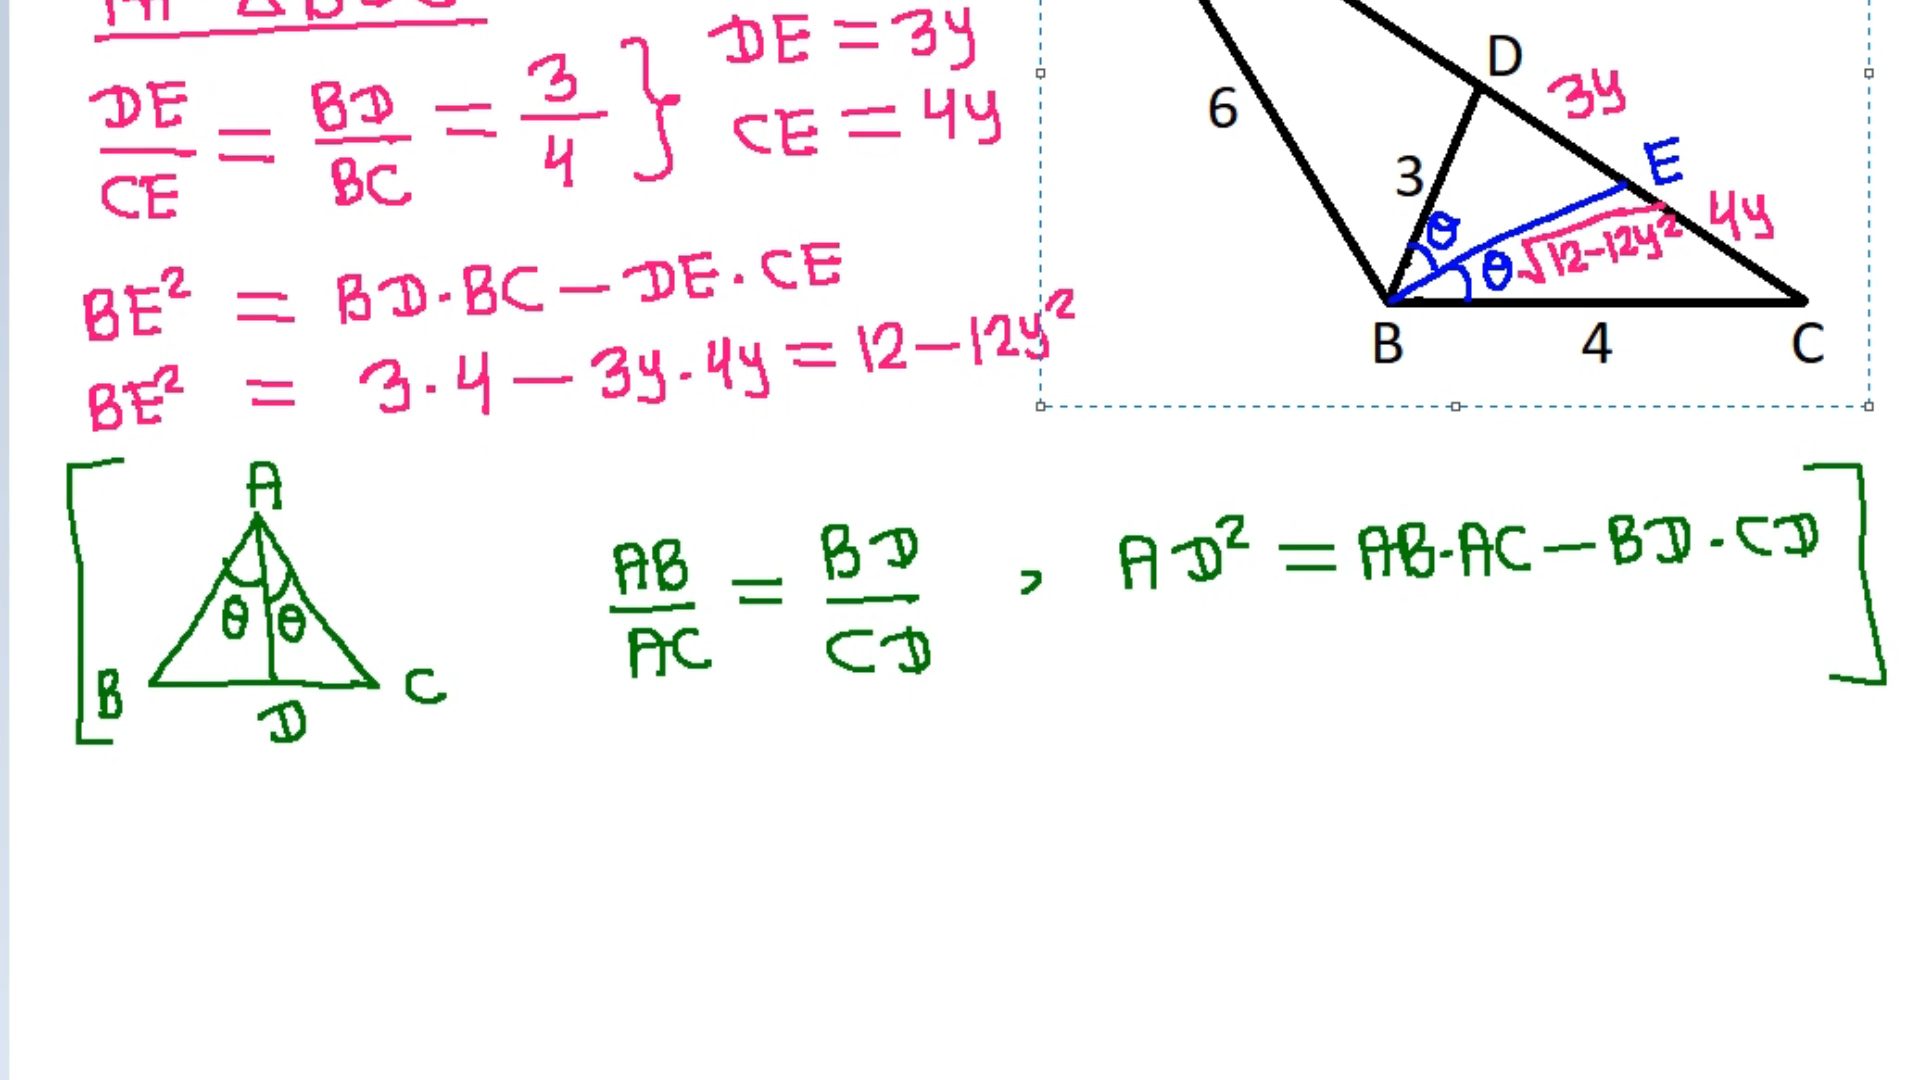 DE/CE = BD/BC = 3/4 } DE = 3y
CE = 4y
BE² = BD·BC − DE·CE
BE² = 3·4 − 3y·4y = 12 − 12y²
D
3y
6
E
3
4y
θ
θ
√12−12y²
B
4
C
[ A
θ θ
B
D
C
AB/AC = BD/CD , AD² = AB·AC − BD·CD ]